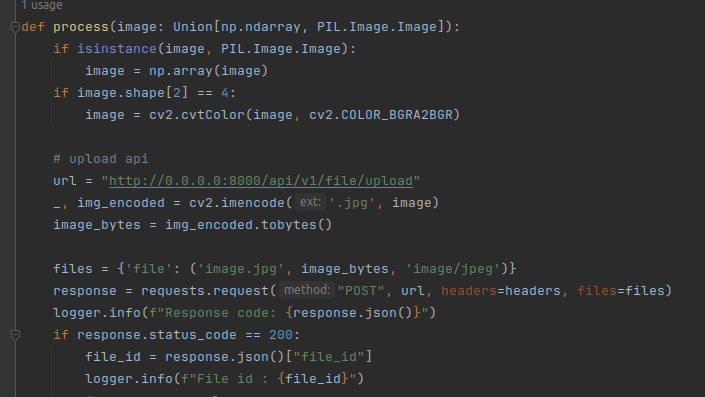 1 usage
def process(image: Union[np.ndarray, PIL.Image.Image]):
if isinstance(image, PIL.Image.Image):
image = np.array(image)
if image.shape[2] == 4:
image = cv2.cvtColor(image, cv2.COLOR_BGRA2BGR)
# upload api
url = "http://0.0.0.0:8000/api/v1/file/upload"
_, img_encoded = cv2.imencode( ext: '.jpg', image)
image_bytes = img_encoded.tobytes()
files = {'file': ('image.jpg', image_bytes, 'image/jpeg')}
response = requests.request( method: "POST", url, headers=headers, files=files)
logger.info(f"Response code: {response.json()}")
if response.status_code == 200:
file_id = response.json()["file_id"]
logger.info(f"File id : {file_id}")